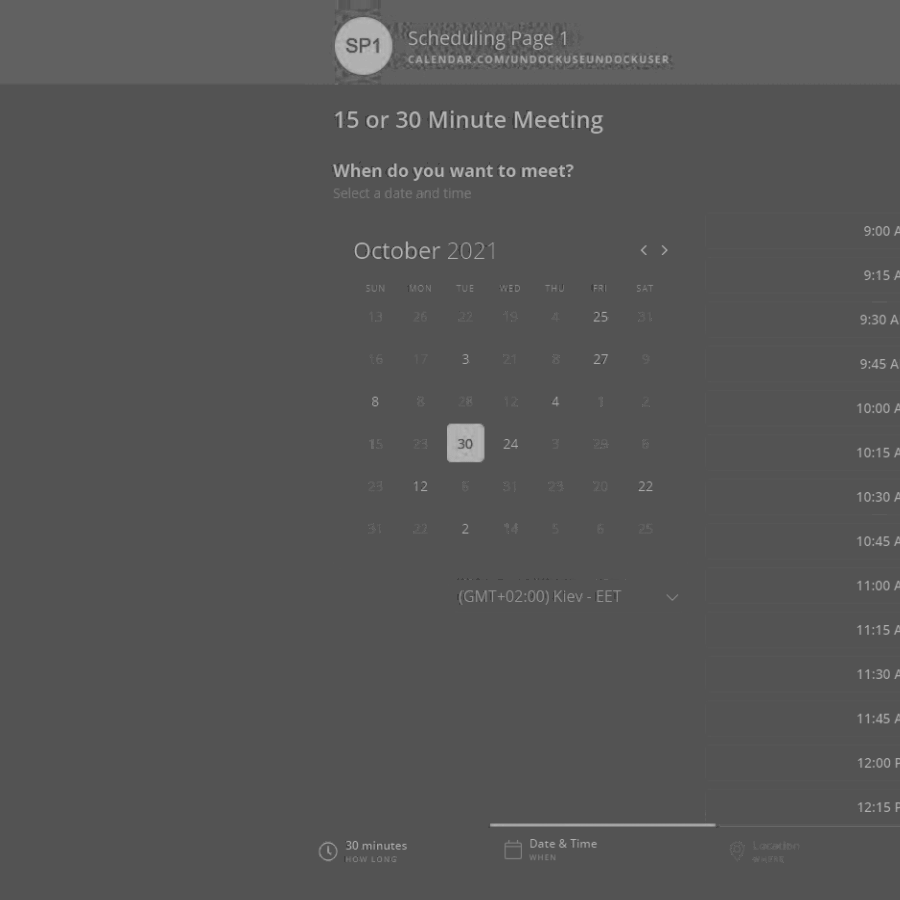 SP1
Scheduling Page 1
CALENDAR.COM/UNDOCKUSEUNDOCKUSER
15 or 30 Minute Meeting
When do you want to meet?
Select a date and time
October 2021
SUN MON TUE WED THU FRI SAT
13 26 22 19 4 25 31
16 17 3 21 8 27 9
8 8 28 12 4 1 2
15 23 30 24 3 29 6
23 12 6 31 23 20 22
31 22 2 14 5 6 25
(GMT+02:00) Kiev - EET
9:00 A
9:15 A
9:30 A
9:45 A
10:00 A
10:15 A
10:30 A
10:45 A
11:00 A
11:15 A
11:30 A
11:45 A
12:00 P
12:15 P
30 minutes
HOW LONG
Date & Time
WHEN
Location
WHERE